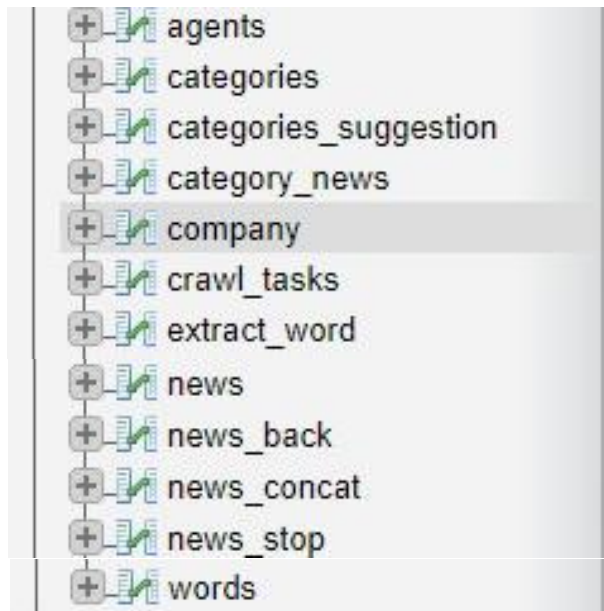 agents
categories
categories_suggestion
category_news
company
crawl_tasks
extract_word
news
news_back
news_concat
news_stop
words